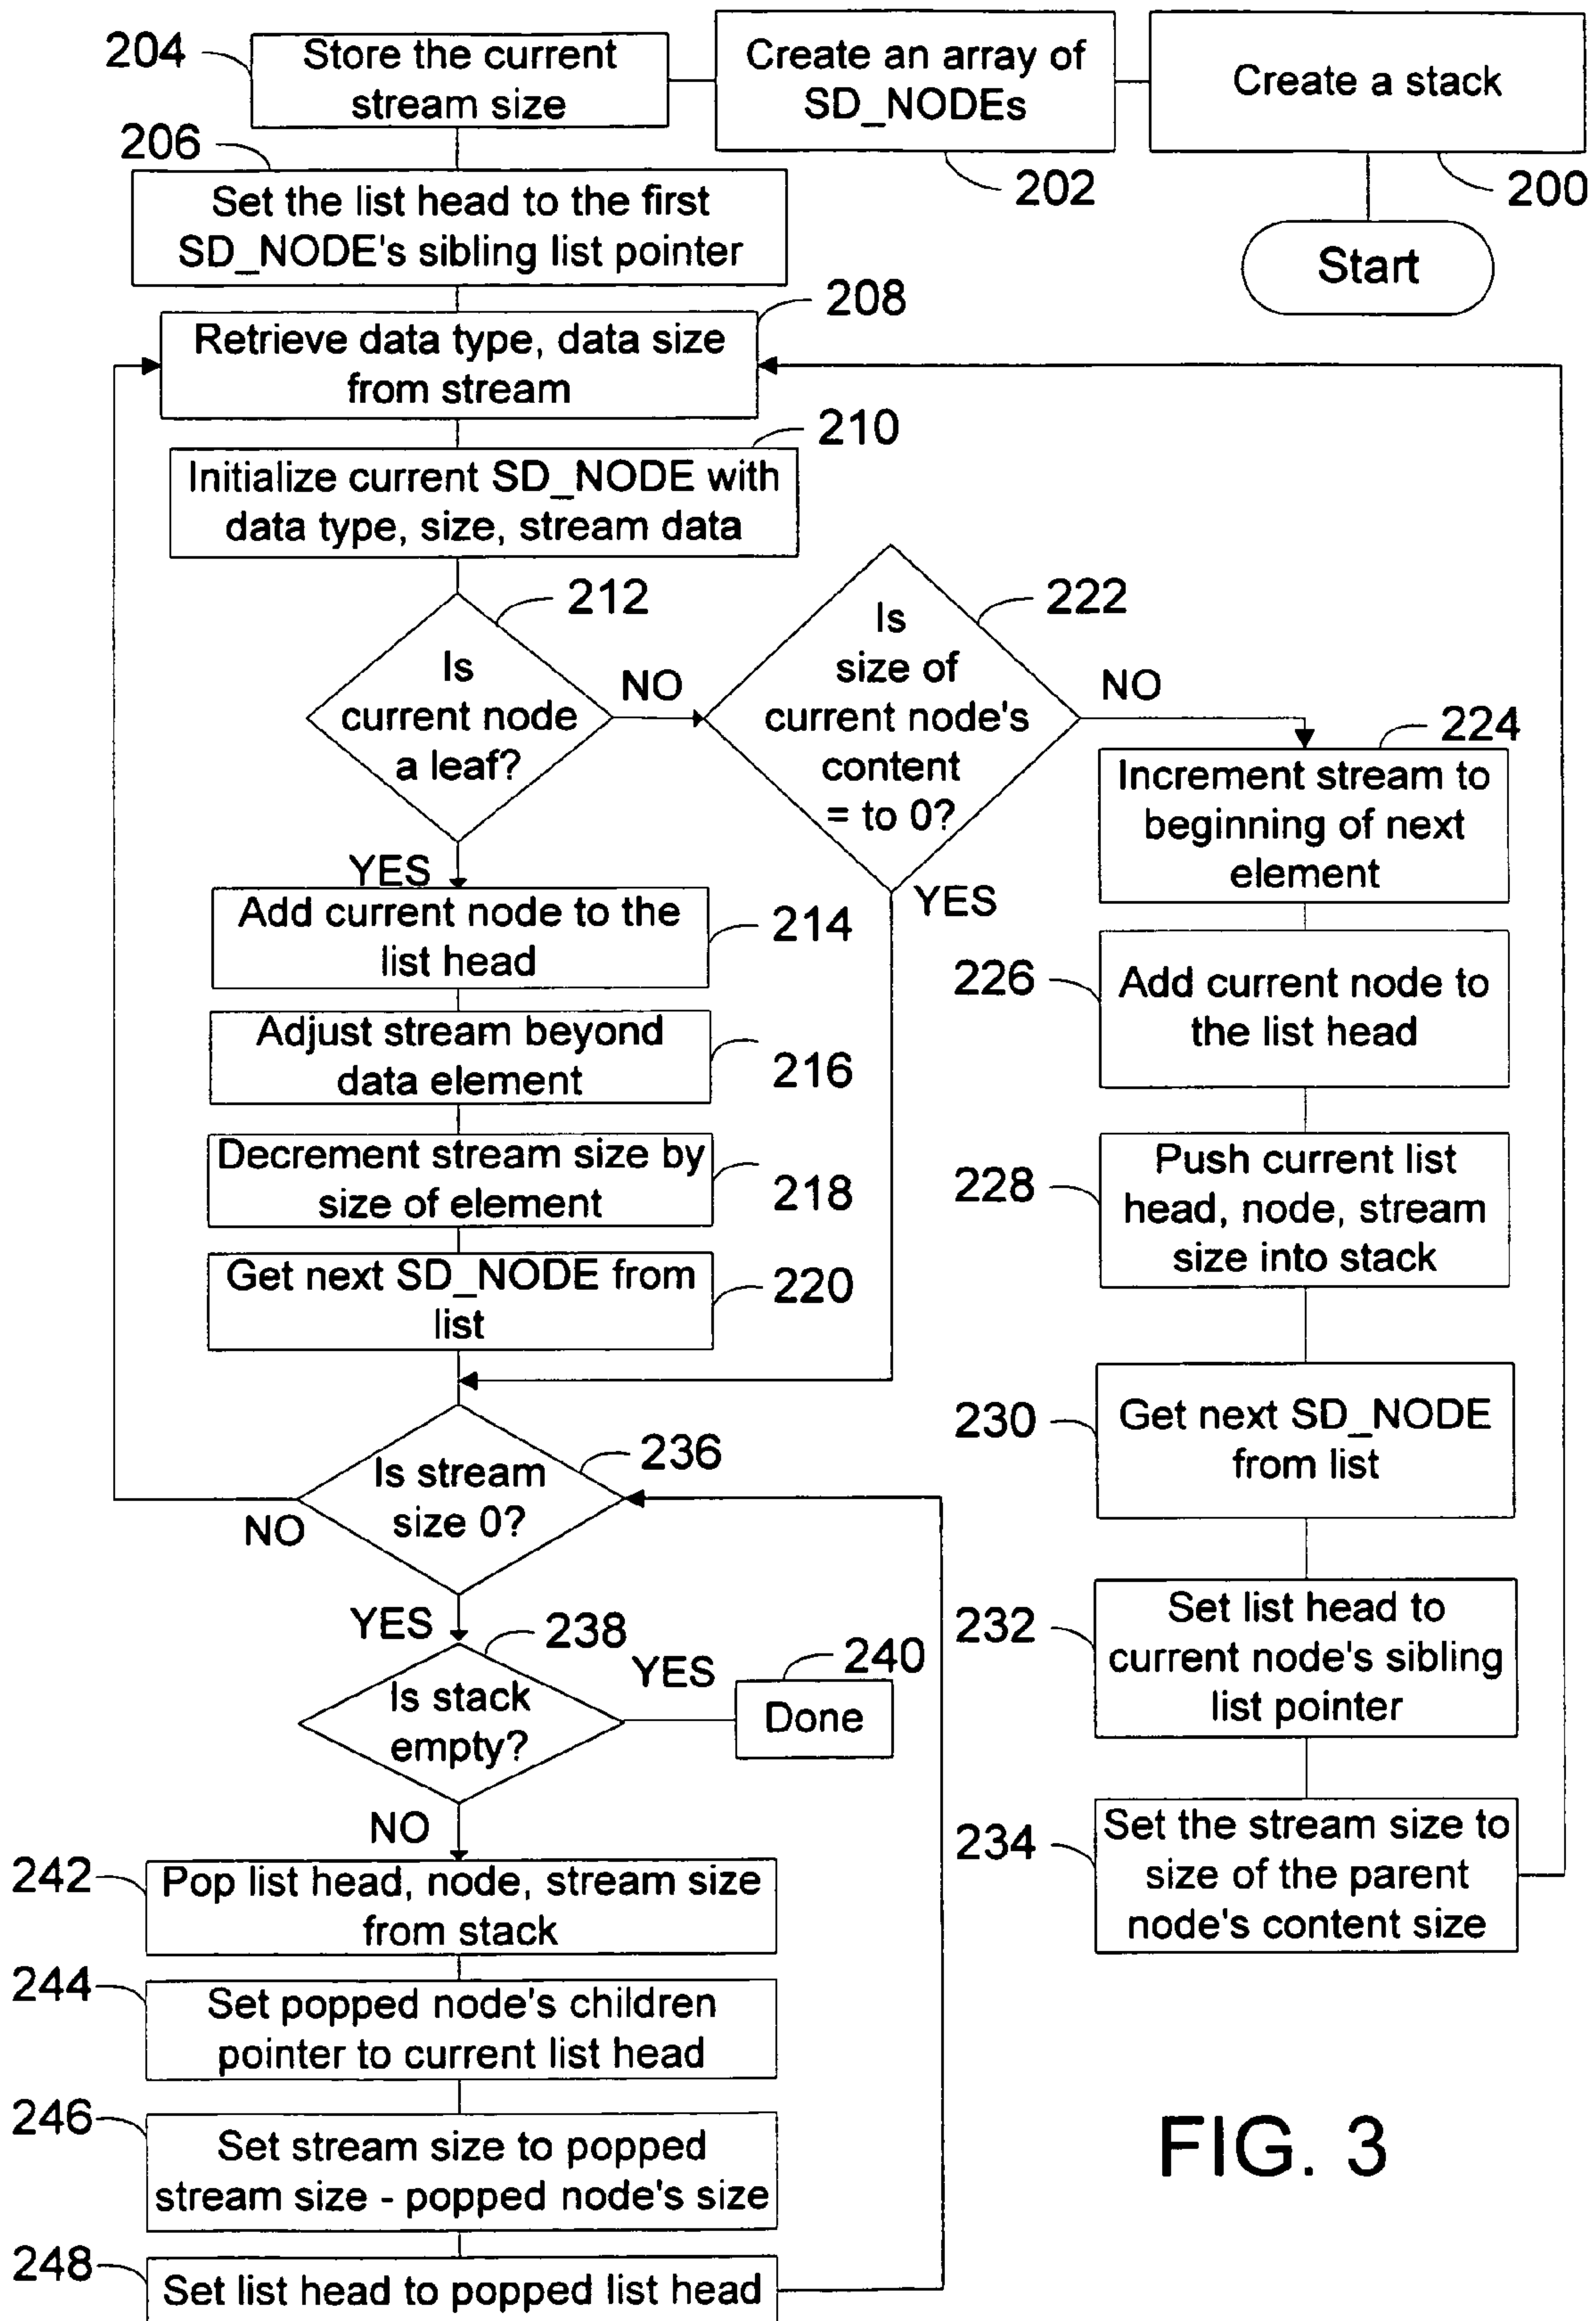 204
Store the current
stream size
Create an array of
SD_NODEs
202
Create a stack
200
Start
206
Set the list head to the first
SD_NODE's sibling list pointer
208
Retrieve data type, data size
from stream
210
Initialize current SD_NODE with
data type, size, stream data
212
Is
current node
a leaf?
NO
222
Is
size of
current node's
content
= to 0?
NO
YES
YES
Add current node to the
list head
214
Adjust stream beyond
data element
216
Decrement stream size by
size of element
218
Get next SD_NODE from
list
220
224
Increment stream to
beginning of next
element
226
Add current node to
the list head
228
Push current list
head, node, stream
size into stack
230
Get next SD_NODE
from list
232
Set list head to
current node's sibling
list pointer
234
Set the stream size to
size of the parent
node's content size
236
Is stream
size 0?
NO
YES
238
Is stack
empty?
YES
240
Done
NO
242
Pop list head, node, stream size
from stack
244
Set popped node's children
pointer to current list head
246
Set stream size to popped
stream size - popped node's size
248
Set list head to popped list head
FIG. 3